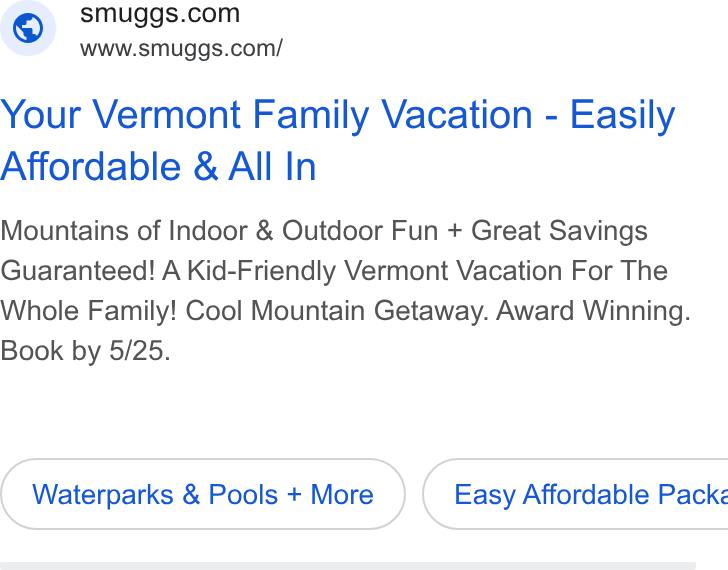 smuggs.com
www.smuggs.com/
Your Vermont Family Vacation - Easily
Affordable & All In
Mountains of Indoor & Outdoor Fun + Great Savings
Guaranteed! A Kid-Friendly Vermont Vacation For The
Whole Family! Cool Mountain Getaway. Award Winning.
Book by 5/25.
Waterparks & Pools + More
Easy Affordable